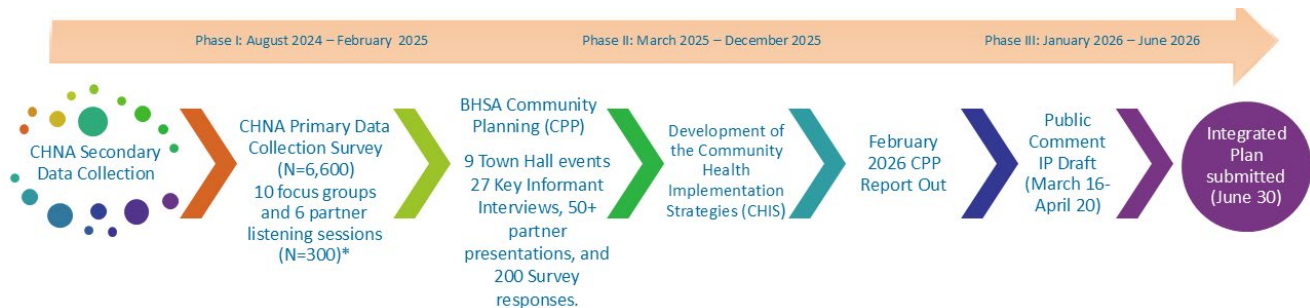 Phase I: August 2024 – February 2025
Phase II: March 2025 – December 2025
Phase III: January 2026 – June 2026
CHNA Secondary
Data Collection
CHNA Primary Data
Collection Survey
(N=6,600)
10 focus groups
and 6 partner
listening sessions
(N=300)*
BHSA Community
Planning (CPP)
9 Town Hall events
27 Key Informant
Interviews, 50+
partner
presentations, and
200 Survey
responses.
Development of
the Community
Health
Implementation
Strategies (CHIS)
February
2026 CPP
Report Out
Public
Comment
IP Draft
(March 16-
April 20)
Integrated
Plan
submitted
(June 30)